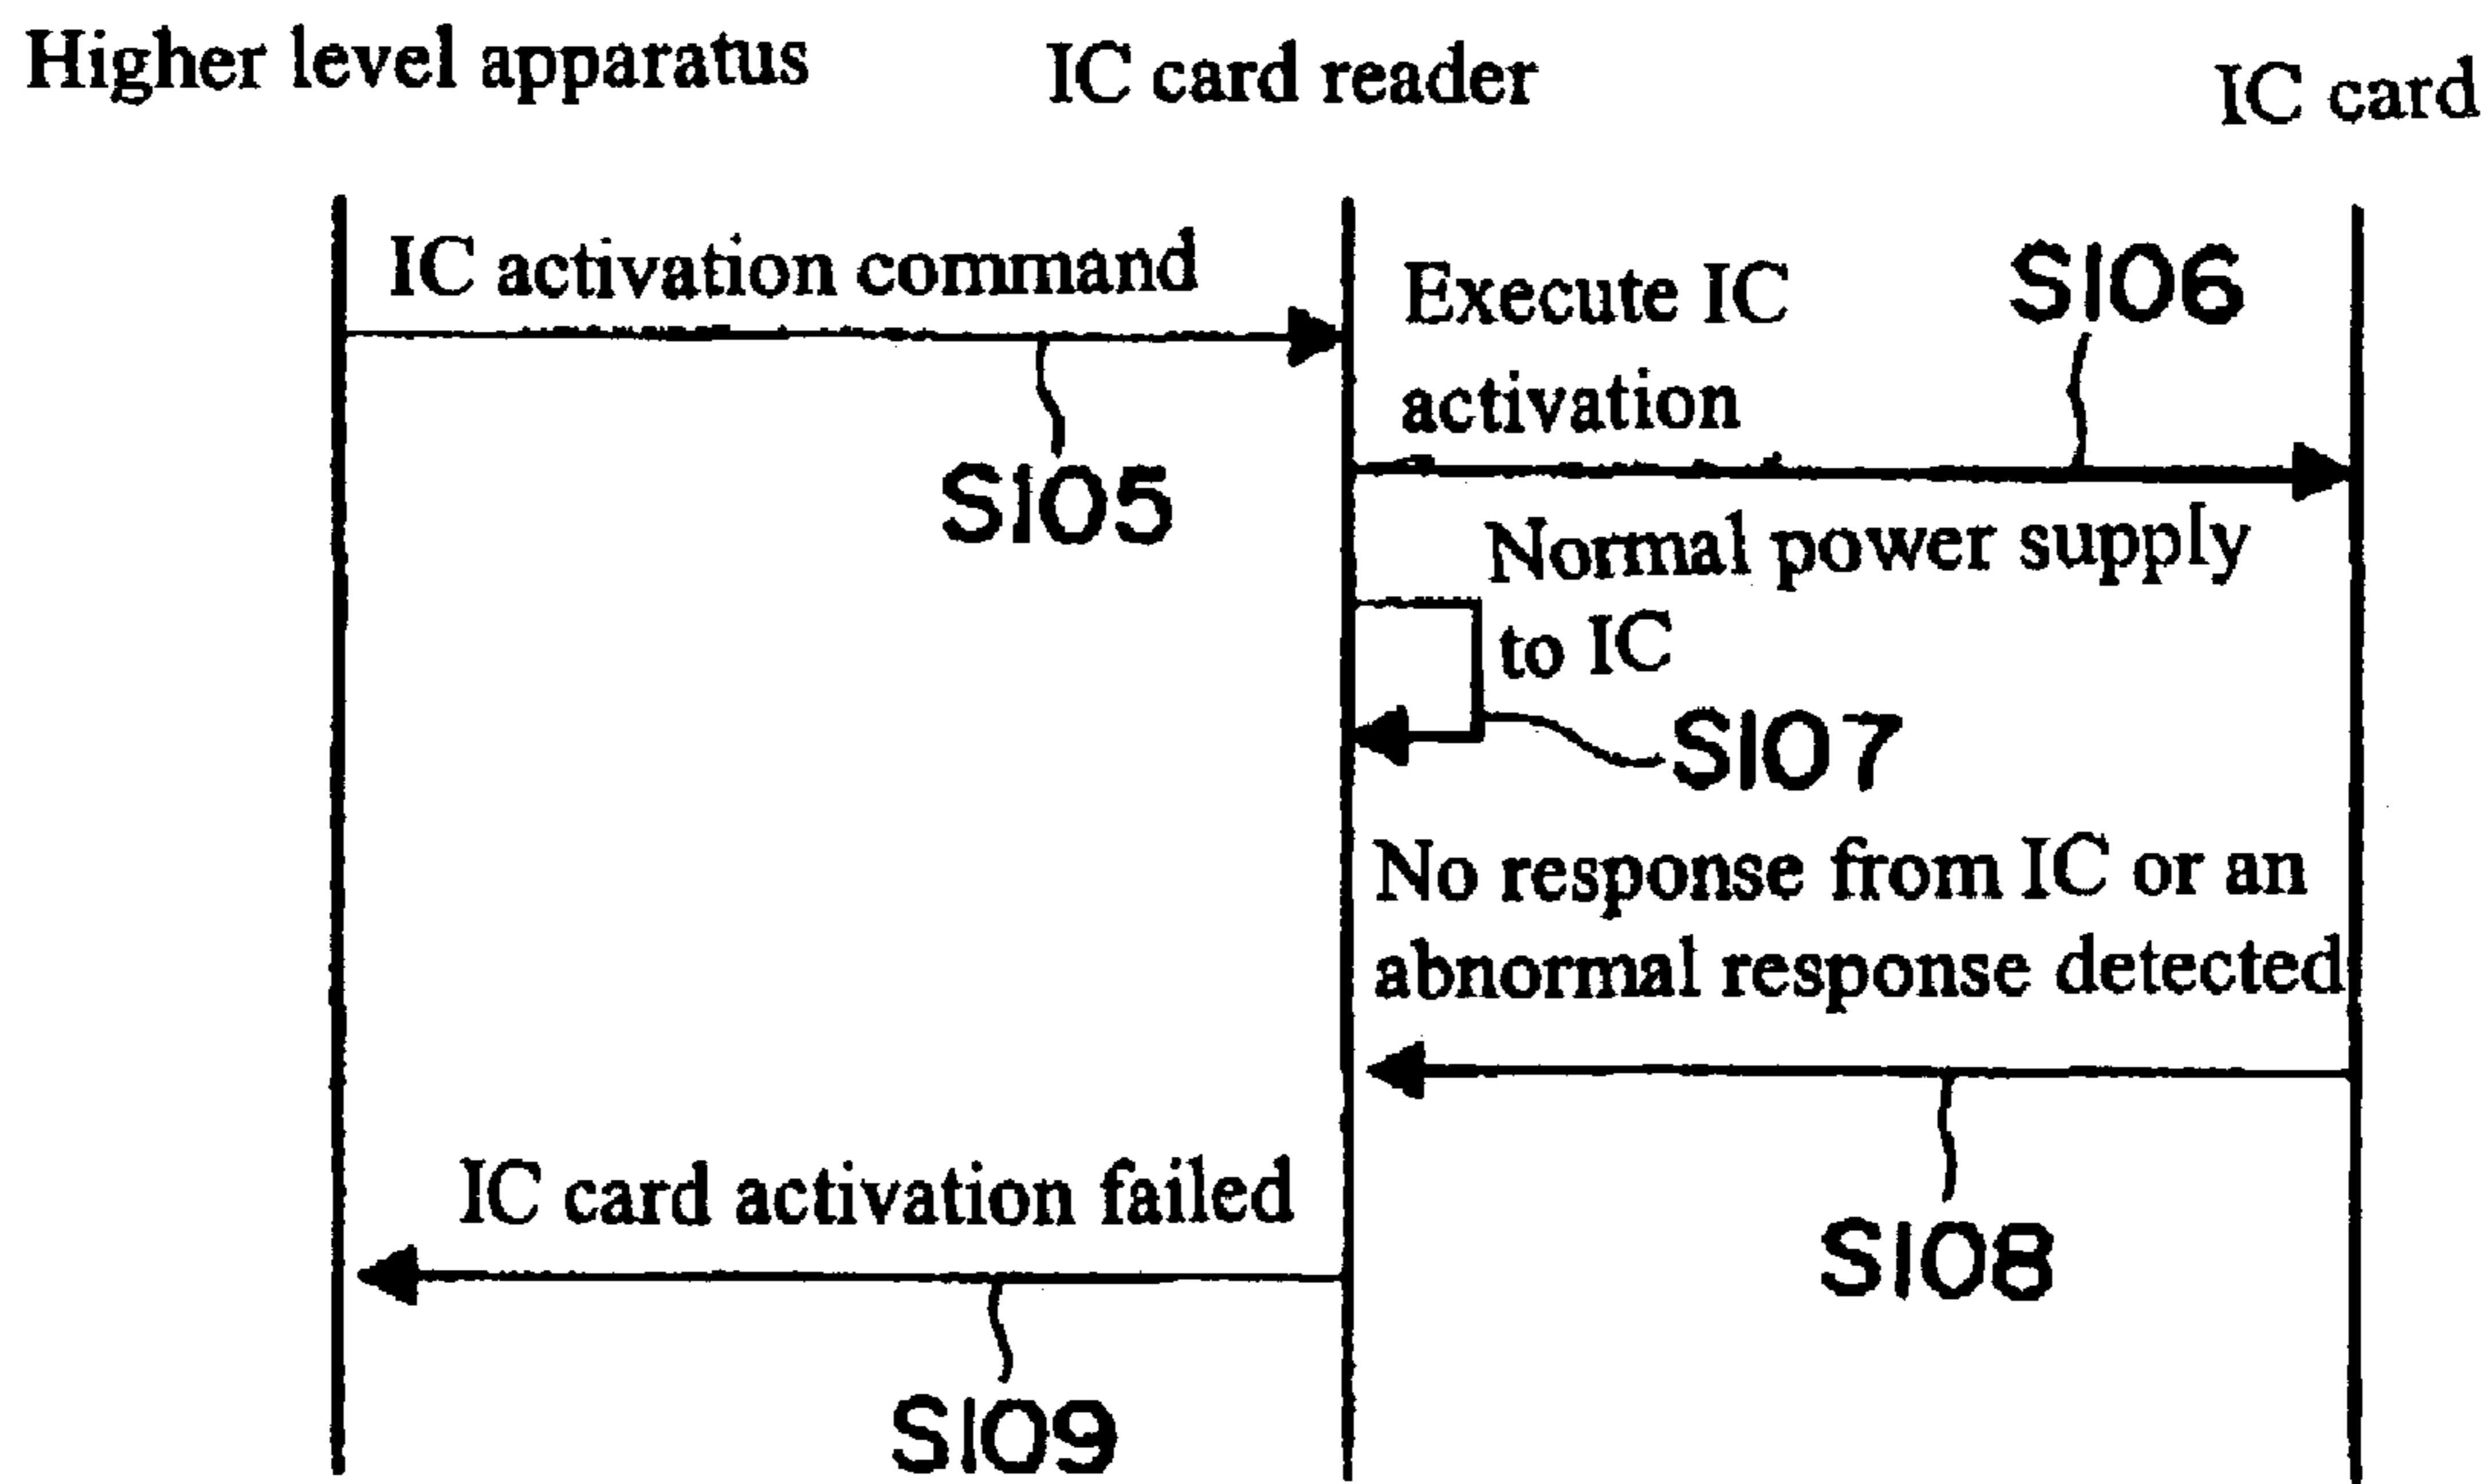 Higher level apparatus
IC card reader
IC card
IC activation command
S105
Execute IC
activation
S106
Normal power supply
to IC
S107
No response from IC or an
abnormal response detected
S108
IC card activation failed
S109